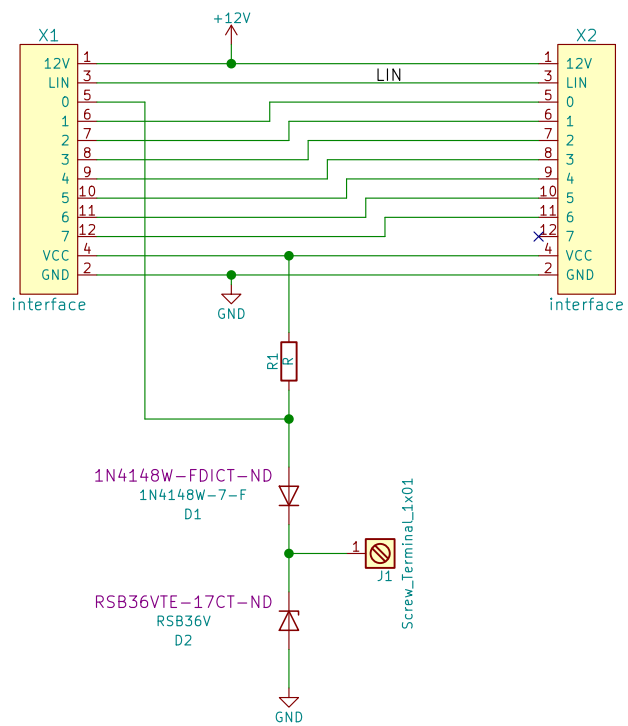 +12V
X1
X2
12V 1
1 12V
LIN 3
LIN
3 LIN
0 5
5 0
1 6
6 1
2 7
7 2
3 8
8 3
4 9
9 4
5 10
10 5
6 11
11 6
7 12
12 7
VCC 4
4 VCC
GND 2
2 GND
interface
interface
GND
R1
R
1N4148W-FDICT-ND
1N4148W-7-F
D1
1
J1
Screw_Terminal_1x01
RSB36VTE-17CT-ND
RSB36V
D2
GND